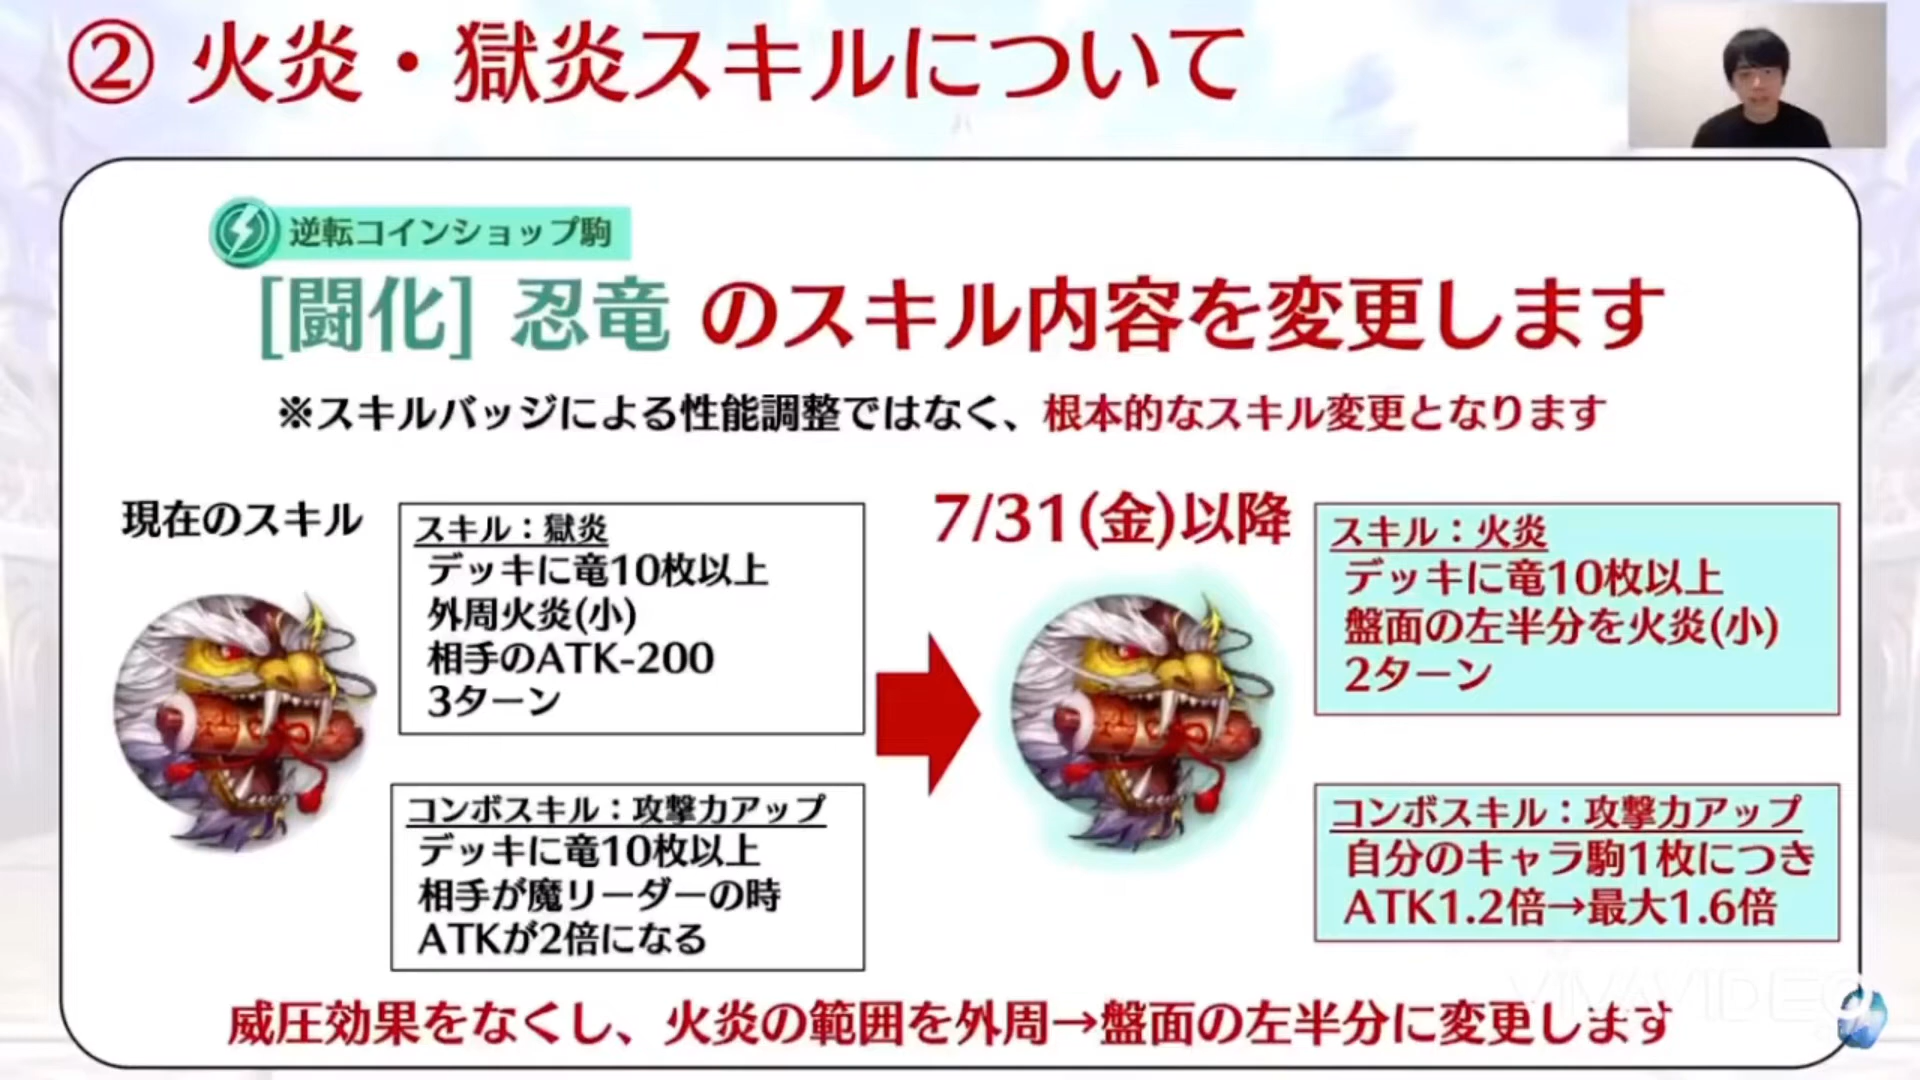 ② 火炎・獄炎スキルについて
逆転コインショップ駒
[闘化] 忍竜 のスキル内容を変更します
※スキルバッジによる性能調整ではなく、根本的なスキル変更となります
現在のスキル
スキル：獄炎
デッキに竜10枚以上
外周火炎(小)
相手のATK-200
3ターン
コンボスキル：攻撃力アップ
デッキに竜10枚以上
相手が魔リーダーの時
ATKが2倍になる
7/31(金)以降
スキル：火炎
デッキに竜10枚以上
盤面の左半分を火炎(小)
2ターン
コンボスキル：攻撃力アップ
自分のキャラ駒1枚につき
ATK1.2倍→最大1.6倍
威圧効果をなくし、火炎の範囲を外周→盤面の左半分に変更します
VIVAVIDEO